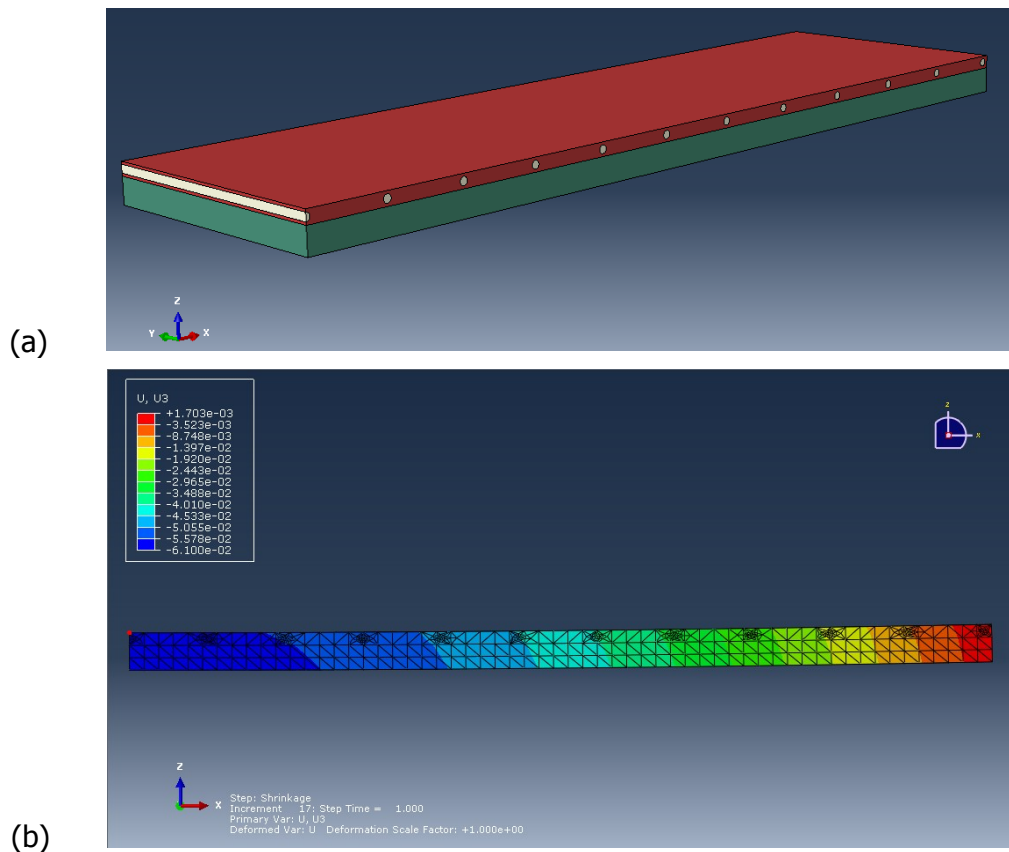 Z
Y
X
(a)
U, U3
+1.703e-03
-3.523e-03
-8.748e-03
-1.397e-02
-1.920e-02
-2.443e-02
-2.965e-02
-3.488e-02
-4.010e-02
-4.533e-02
-5.055e-02
-5.578e-02
-6.100e-02
z
x
Z
X
Step: Shrinkage
Increment 17: Step Time = 1.000
Primary Var: U, U3
Deformed Var: U Deformation Scale Factor: +1.000e+00
(b)